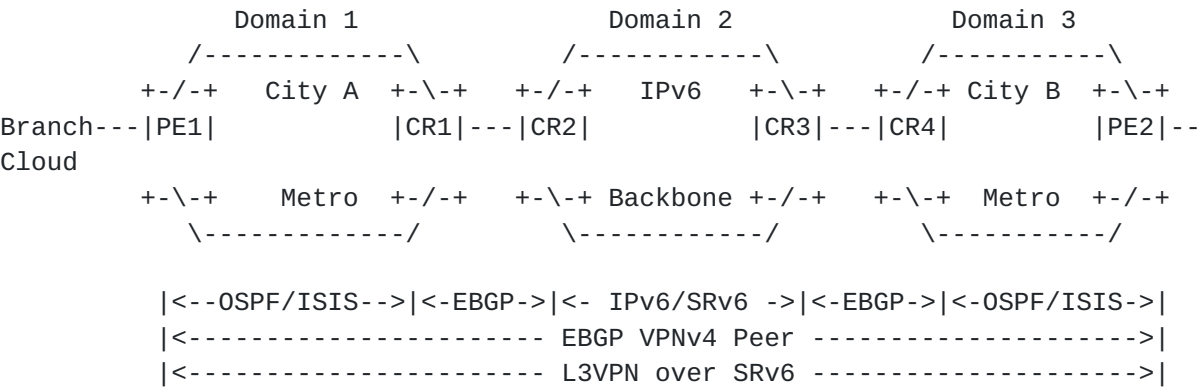 Domain 1                Domain 2              Domain 3
            /-------------\         /------------\         /-----------\
         +-/-+   City A  +-\-+   +-/-+   IPv6   +-\-+   +-/-+ City B  +-\-+
Branch---|PE1|           |CR1|---|CR2|          |CR3|---|CR4|         |PE2|--
Cloud
         +-\-+    Metro  +-/-+   +-\-+ Backbone +-/-+   +-\-+  Metro  +-/-+
            \-------------/         \------------/         \-----------/
          |<--OSPF/ISIS-->|<-EBGP->|<- IPv6/SRv6 ->|<-EBGP->|<-OSPF/ISIS->|
          |<----------------------- EBGP VPNv4 Peer --------------------->|
          |<----------------------- L3VPN over SRv6 --------------------->|